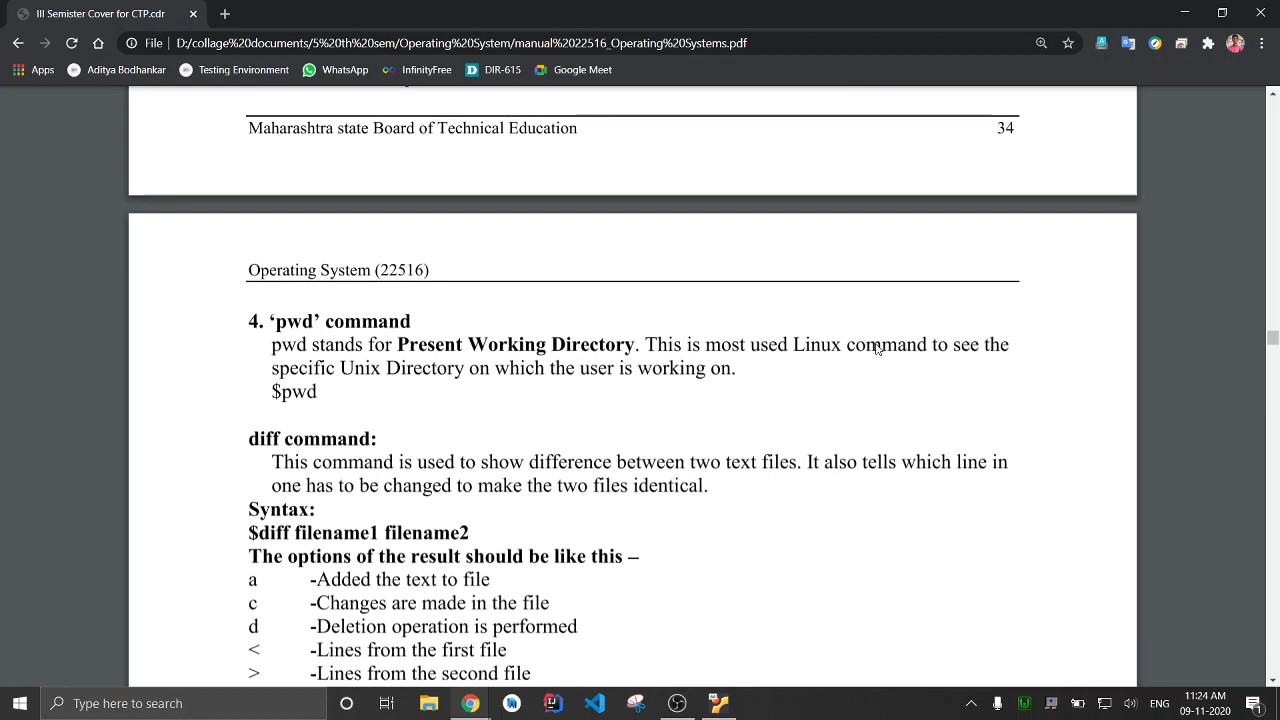 III Semister Cover for CTP.cdr
File D:/collage%20documents/5%20th%20sem/Operating%20System/manual%2022516_Operating%20Systems.pdf
Apps Aditya Bodhankar Testing Environment WhatsApp InfinityFree D DIR-615 Google Meet
Maharashtra state Board of Technical Education 34
Operating System (22516)
4. ‘pwd’ command
pwd stands for Present Working Directory. This is most used Linux command to see the
specific Unix Directory on which the user is working on.
$pwd
diff command:
This command is used to show difference between two text files. It also tells which line in
one has to be changed to make the two files identical.
Syntax:
$diff filename1 filename2
The options of the result should be like this –
a -Added the text to file
c -Changes are made in the file
d -Deletion operation is performed
< -Lines from the first file
> -Lines from the second file
Type here to search
ENG
11:24 AM
09-11-2020